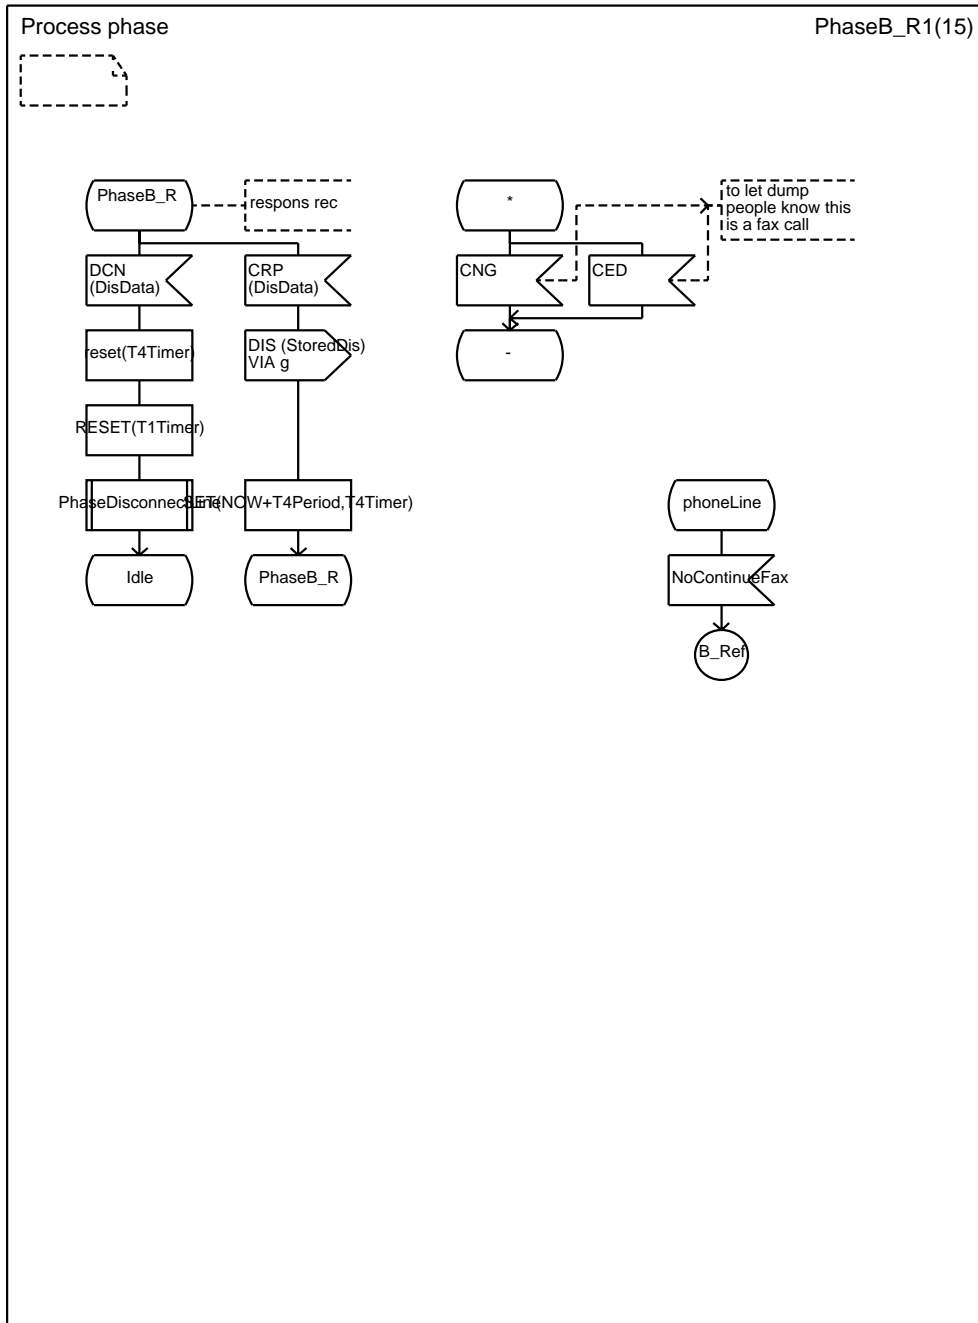 Process phase
PhaseB_R1(15)
PhaseB_R
respons rec
*
to let dump
people know this
is a fax call
DCN
(DisData)
CRP
(DisData)
CNG
CED
reset(T4Timer)
DIS (StoredDis)
VIA g
-
RESET(T1Timer)
PhaseDisconnectLine
SET(NOW+T4Period,T4Timer)
phoneLine
Idle
PhaseB_R
NoContinueFax
B_Ref